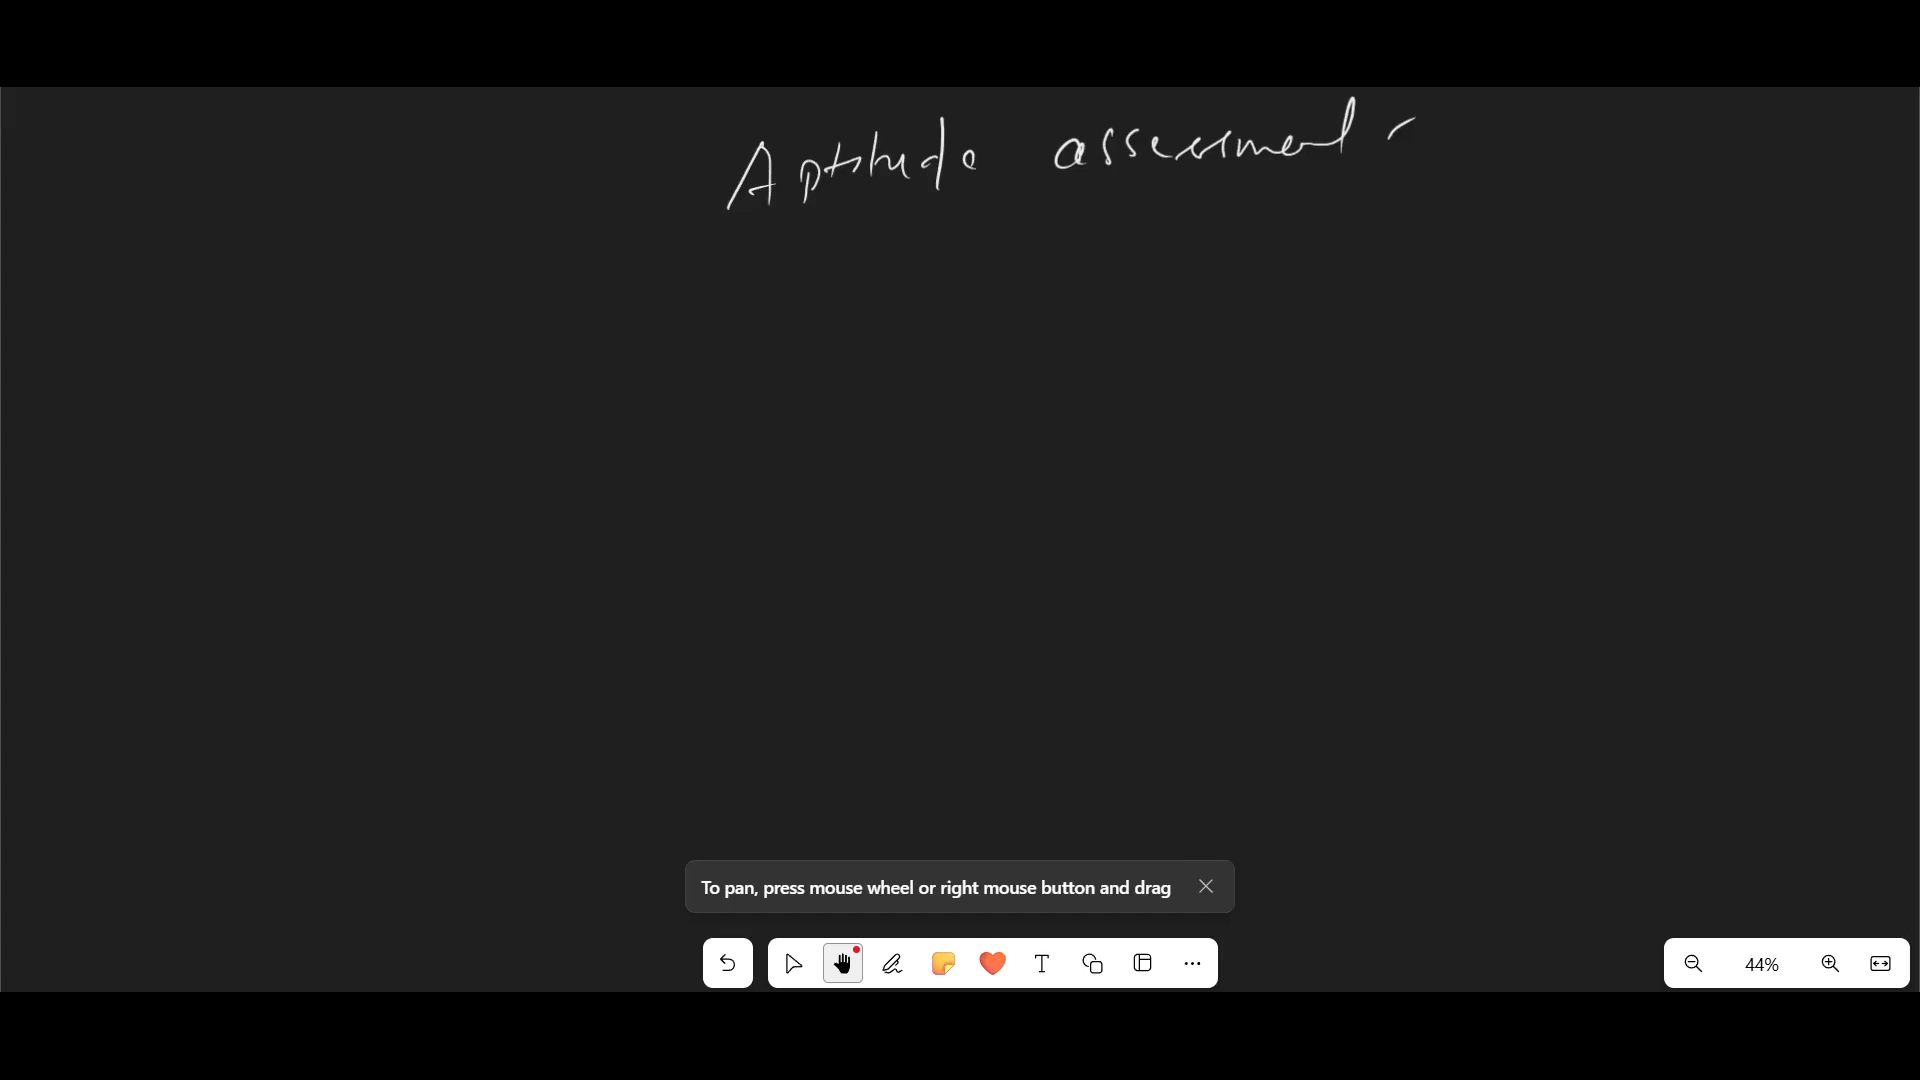 Aptitude assessment
To pan, press mouse wheel or right mouse button and drag
44%